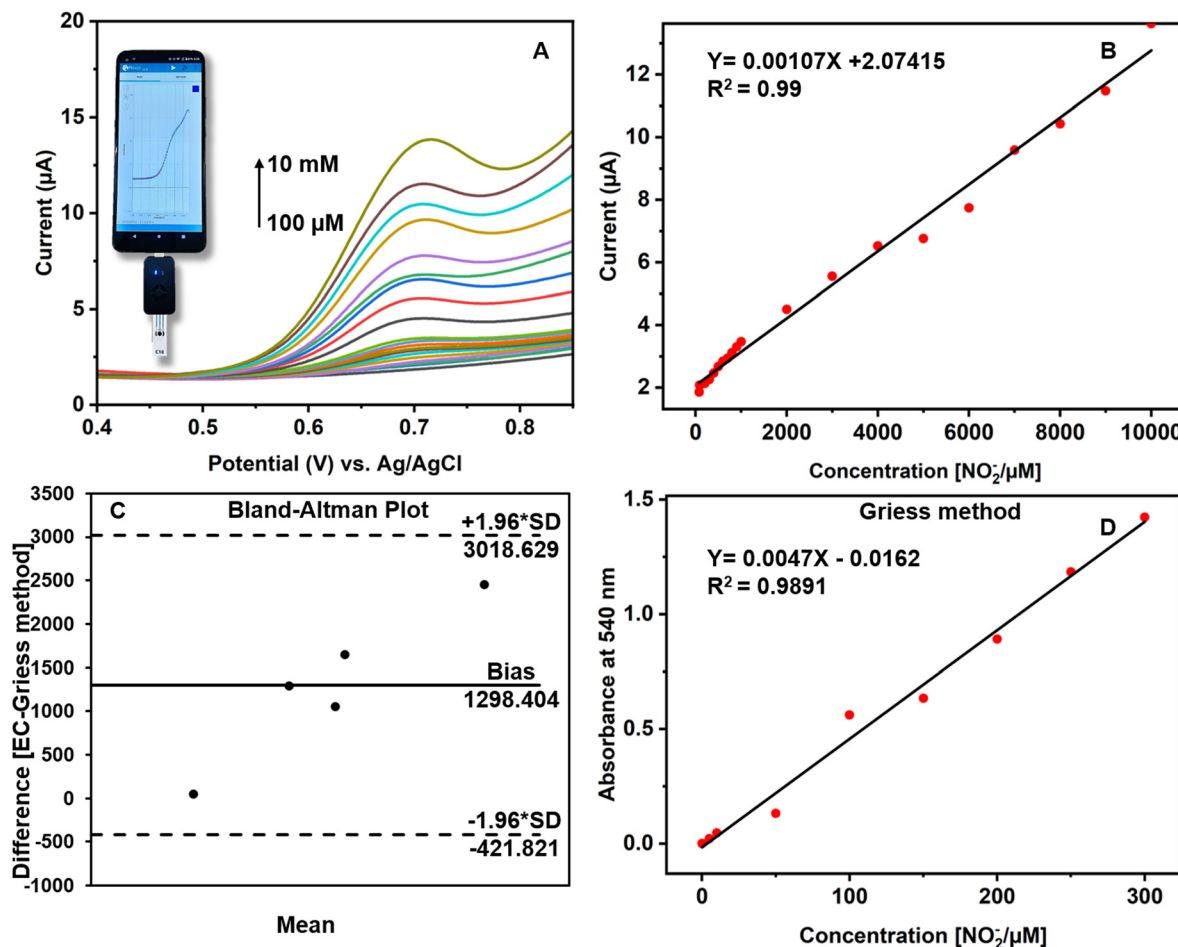 A
20
15
10
5
0
Current (µA)
10 mM
100 µM
C10
0.4 0.5 0.6 0.7 0.8
Potential (V) vs. Ag/AgCl
B
Y= 0.00107X +2.07415
R² = 0.99
12
10
8
6
4
2
Current (µA)
0 2000 4000 6000 8000 10000
Concentration [NO₂⁻/µM]
C
Bland-Altman Plot
3500
3000
2500
2000
1500
1000
500
0
-500
-1000
Difference [EC-Griess method]
+1.96*SD
3018.629
Bias
1298.404
-1.96*SD
-421.821
Mean
Griess method
D
Y= 0.0047X - 0.0162
R² = 0.9891
1.5
1.0
0.5
0.0
Absorbance at 540 nm
0 100 200 300
Concentration [NO₂⁻/µM]